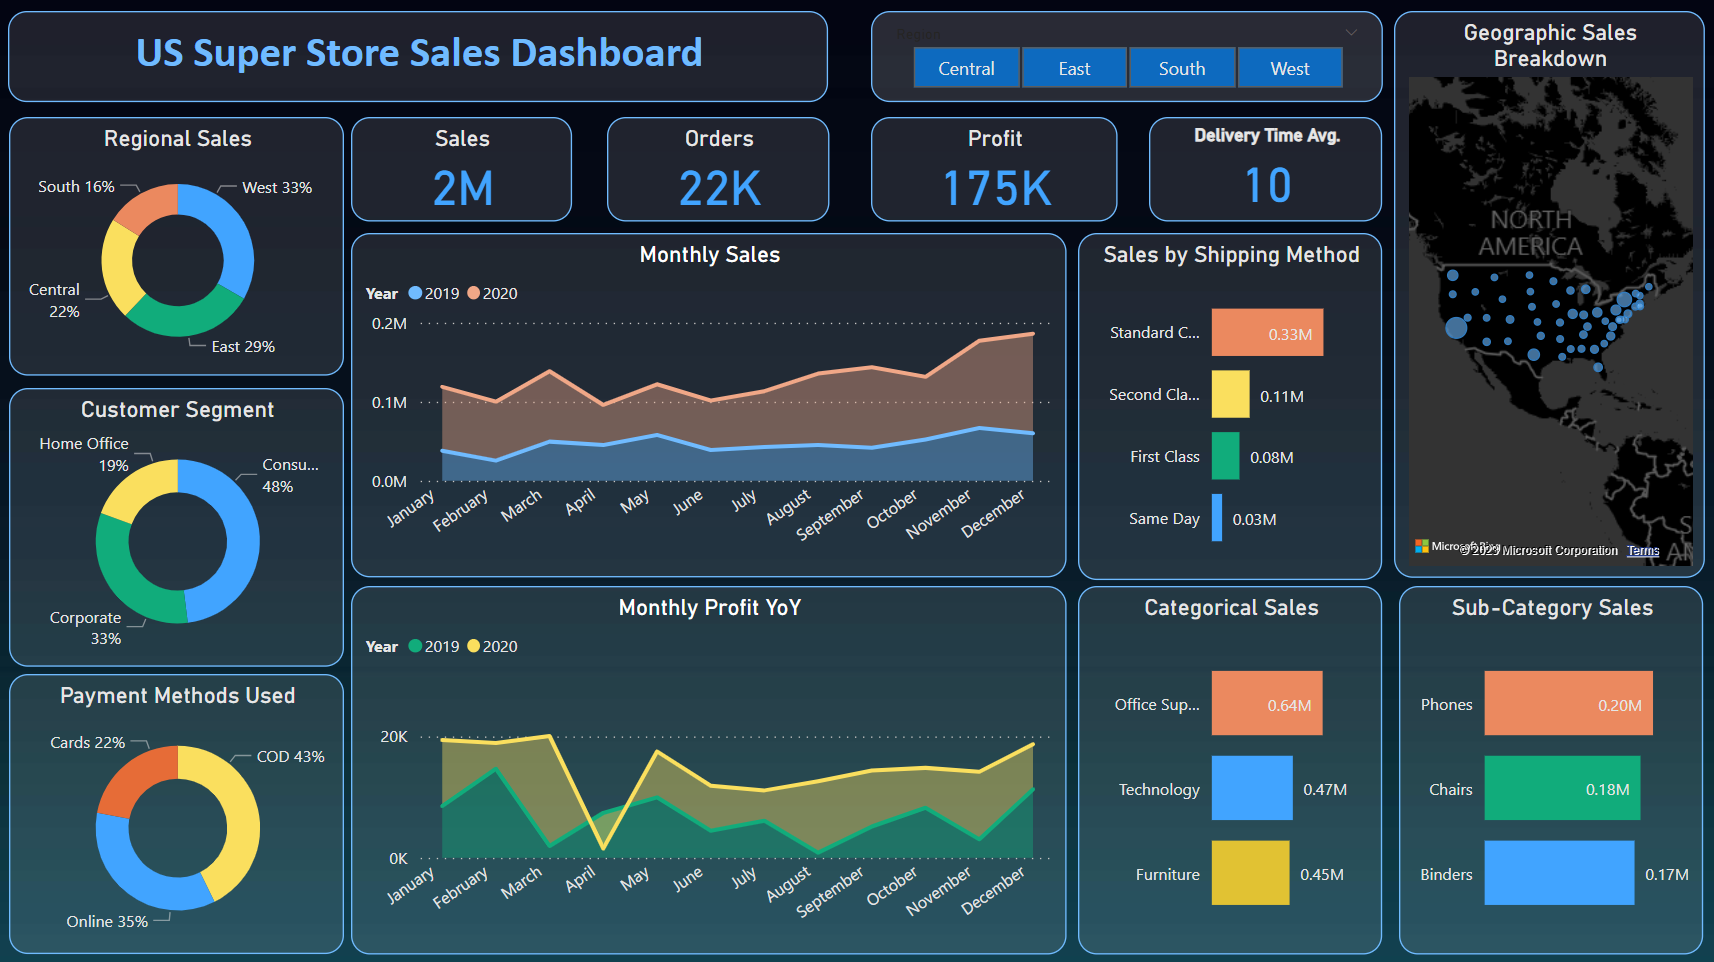 US Super Store Sales Dashboard
Region
Central
East
South
West
Geographic Sales
Breakdown
NORTH
AMERICA
Microsoft Bing
Microsoft Corporation
Terms
Regional Sales
South 16%
West 33%
Central
22%
East 29%
Sales
2M
Orders
22K
Profit
175K
Delivery Time Avg.
10
Monthly Sales
Year 2019 2020
0.2M
0.1M
0.0M
January
February
March
April
May
June
July
August
September
October
November
December
Sales by Shipping Method
Standard C... 0.33M
Second Cla... 0.11M
First Class 0.08M
Same Day 0.03M
Customer Segment
Home Office
19%
Consu...
48%
Corporate
33%
Payment Methods Used
Cards 22%
COD 43%
Online 35%
Monthly Profit YoY
Year 2019 2020
20K
0K
January
February
March
April
May
June
July
August
September
October
November
December
Categorical Sales
Office Sup... 0.64M
Technology 0.47M
Furniture 0.45M
Sub-Category Sales
Phones 0.20M
Chairs 0.18M
Binders 0.17M